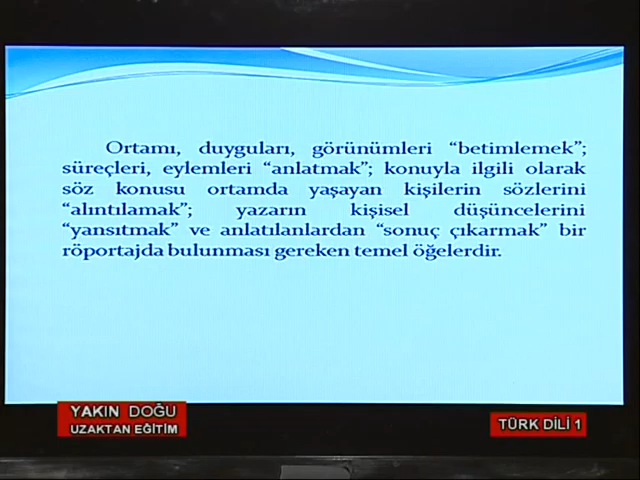 Ortamı, duyguları, görünümleri “betimlemek”;
süreçleri, eylemleri “anlatmak”; konuyla ilgili olarak
söz konusu ortamda yaşayan kişilerin sözlerini
“alıntılamak”; yazarın kişisel düşüncelerini
“yansıtmak” ve anlatılanlardan “sonuç çıkarmak” bir
röportajda bulunması gereken temel öğelerdir.
YAKIN DOĞU
UZAKTAN EĞİTİM
TÜRK DİLİ 1